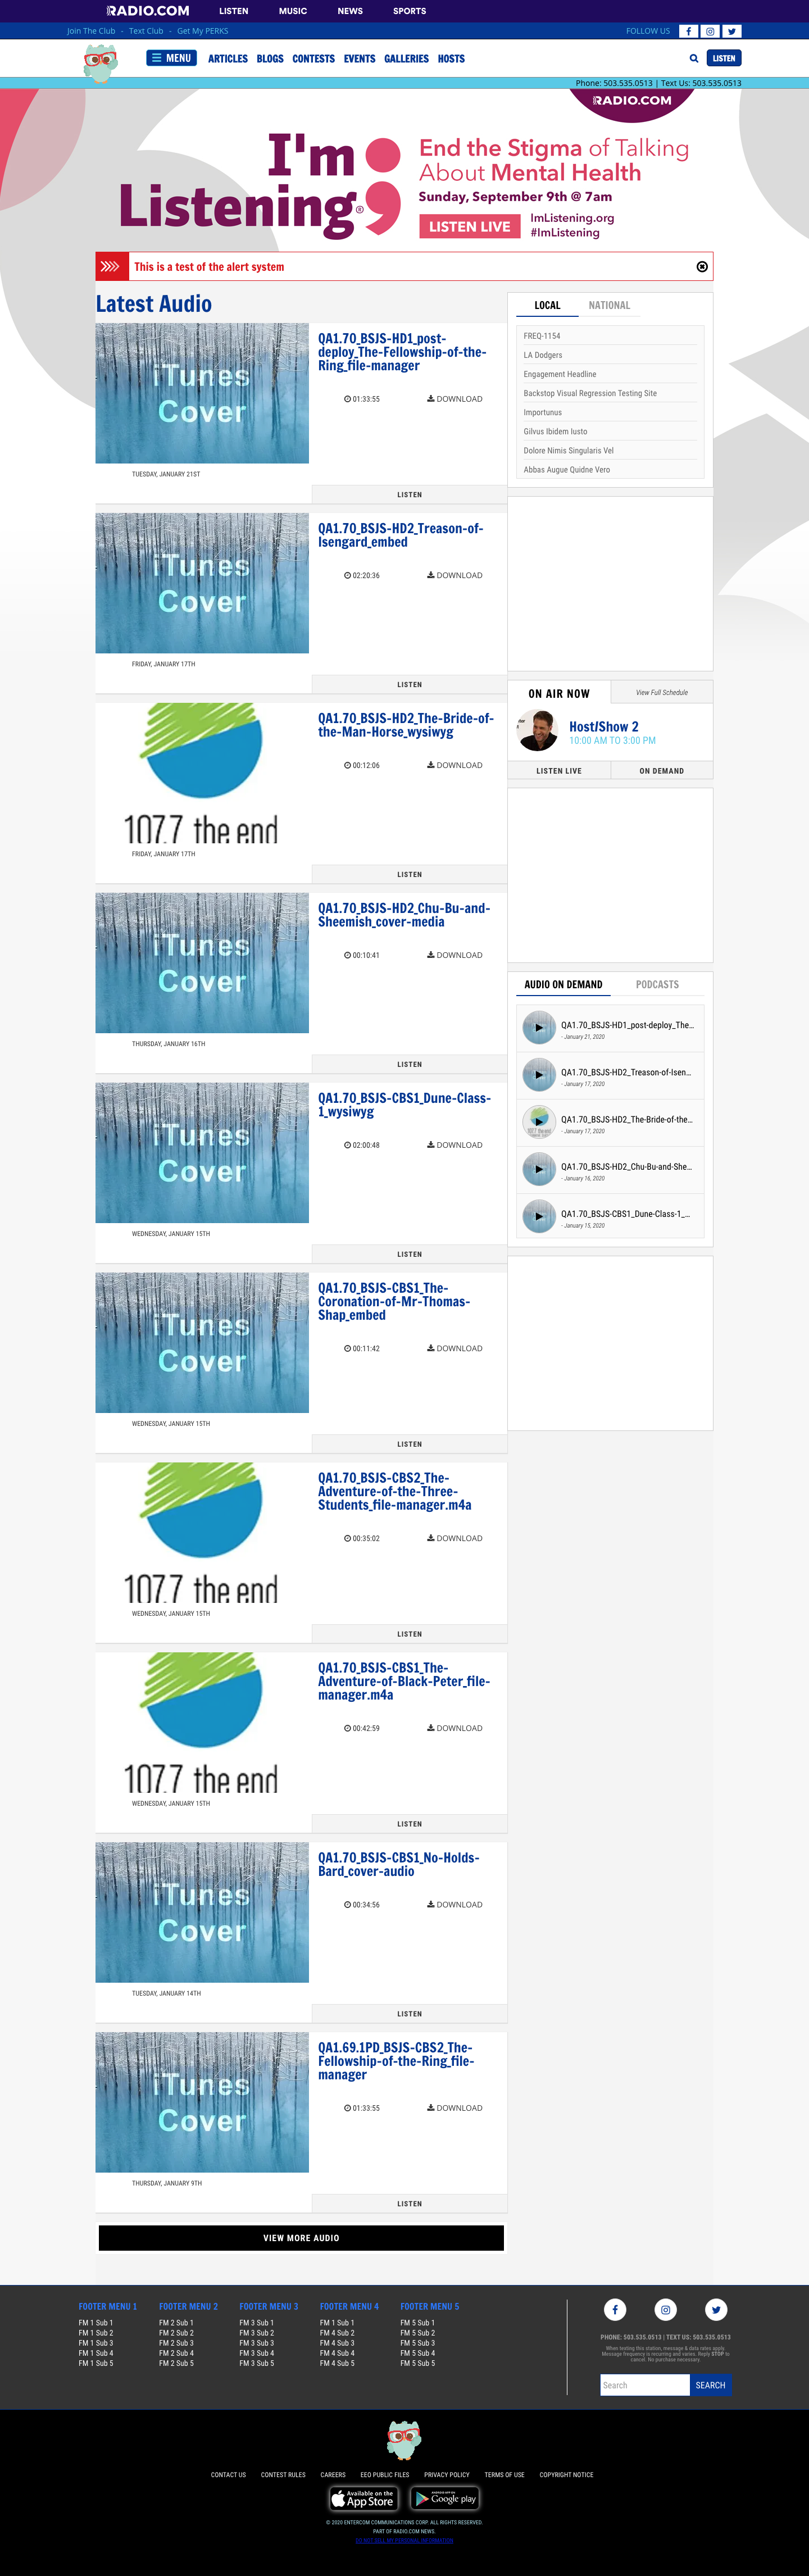 RADIO.COM LISTEN MUSIC NEWS SPORTS
Join The Club - Text Club - Get My PERKS FOLLOW US
MENU ARTICLES BLOGS CONTESTS EVENTS GALLERIES HOSTS LISTEN
Phone: 503.535.0513 | Text Us: 503.535.0513
RADIO.COM
I'm
Listening®
End the Stigma of Talking
About Mental Health
Sunday, September 9th @ 7am
LISTEN LIVE
ImListening.org
#ImListening
This is a test of the alert system
Latest Audio
iTunes
Cover
QA1.70_BSJS-HD1_post-
deploy_The-Fellowship-of-the-
Ring_file-manager
01:33:55 DOWNLOAD
TUESDAY, JANUARY 21ST
LISTEN
iTunes
Cover
QA1.70_BSJS-HD2_Treason-of-
Isengard_embed
02:20:36 DOWNLOAD
FRIDAY, JANUARY 17TH
LISTEN
107.7 the end
QA1.70_BSJS-HD2_The-Bride-of-
the-Man-Horse_wysiwyg
00:12:06 DOWNLOAD
FRIDAY, JANUARY 17TH
LISTEN
iTunes
Cover
QA1.70_BSJS-HD2_Chu-Bu-and-
Sheemish_cover-media
00:10:41 DOWNLOAD
THURSDAY, JANUARY 16TH
LISTEN
iTunes
Cover
QA1.70_BSJS-CBS1_Dune-Class-
1_wysiwyg
02:00:48 DOWNLOAD
WEDNESDAY, JANUARY 15TH
LISTEN
iTunes
Cover
QA1.70_BSJS-CBS1_The-
Coronation-of-Mr-Thomas-
Shap_embed
00:11:42 DOWNLOAD
WEDNESDAY, JANUARY 15TH
LISTEN
107.7 the end
QA1.70_BSJS-CBS2_The-
Adventure-of-the-Three-
Students_file-manager.m4a
00:35:02 DOWNLOAD
WEDNESDAY, JANUARY 15TH
LISTEN
107.7 the end
QA1.70_BSJS-CBS1_The-
Adventure-of-Black-Peter_file-
manager.m4a
00:42:59 DOWNLOAD
WEDNESDAY, JANUARY 15TH
LISTEN
iTunes
Cover
QA1.70_BSJS-CBS1_No-Holds-
Bard_cover-audio
00:34:56 DOWNLOAD
TUESDAY, JANUARY 14TH
LISTEN
iTunes
Cover
QA1.69.1PD_BSJS-CBS2_The-
Fellowship-of-the-Ring_file-
manager
01:33:55 DOWNLOAD
THURSDAY, JANUARY 9TH
LISTEN
VIEW MORE AUDIO
LOCAL NATIONAL
FREQ-1154
LA Dodgers
Engagement Headline
Backstop Visual Regression Testing Site
Importunus
Gilvus Ibidem Iusto
Dolore Nimis Singularis Vel
Abbas Augue Quidne Vero
ON AIR NOW View Full Schedule
Host/Show 2
10:00 AM TO 3:00 PM
LISTEN LIVE ON DEMAND
AUDIO ON DEMAND PODCASTS
QA1.70_BSJS-HD1_post-deploy_The...
- January 21, 2020
QA1.70_BSJS-HD2_Treason-of-Isen...
- January 17, 2020
QA1.70_BSJS-HD2_The-Bride-of-the...
- January 17, 2020
QA1.70_BSJS-HD2_Chu-Bu-and-She...
- January 16, 2020
QA1.70_BSJS-CBS1_Dune-Class-1_...
- January 15, 2020
FOOTER MENU 1 FOOTER MENU 2 FOOTER MENU 3 FOOTER MENU 4 FOOTER MENU 5
FM 1 Sub 1 FM 2 Sub 1 FM 3 Sub 1 FM 1 Sub 1 FM 5 Sub 1
FM 1 Sub 2 FM 2 Sub 2 FM 3 Sub 2 FM 4 Sub 2 FM 5 Sub 2
FM 1 Sub 3 FM 2 Sub 3 FM 3 Sub 3 FM 4 Sub 3 FM 5 Sub 3
FM 1 Sub 4 FM 2 Sub 4 FM 3 Sub 4 FM 4 Sub 4 FM 5 Sub 4
FM 1 Sub 5 FM 2 Sub 5 FM 3 Sub 5 FM 4 Sub 5 FM 5 Sub 5
PHONE: 503.535.0513 | TEXT US: 503.535.0513
When texting this station, message & data rates apply.
Message frequency is recurring and varies. Reply STOP to
cancel. No purchase necessary.
Search SEARCH
CONTACT US CONTEST RULES CAREERS EEO PUBLIC FILES PRIVACY POLICY TERMS OF USE COPYRIGHT NOTICE
Available on the
App Store
Google play
© 2020 ENTERCOM COMMUNICATIONS CORP. ALL RIGHTS RESERVED.
PART OF RADIO.COM NEWS.
DO NOT SELL MY PERSONAL INFORMATION